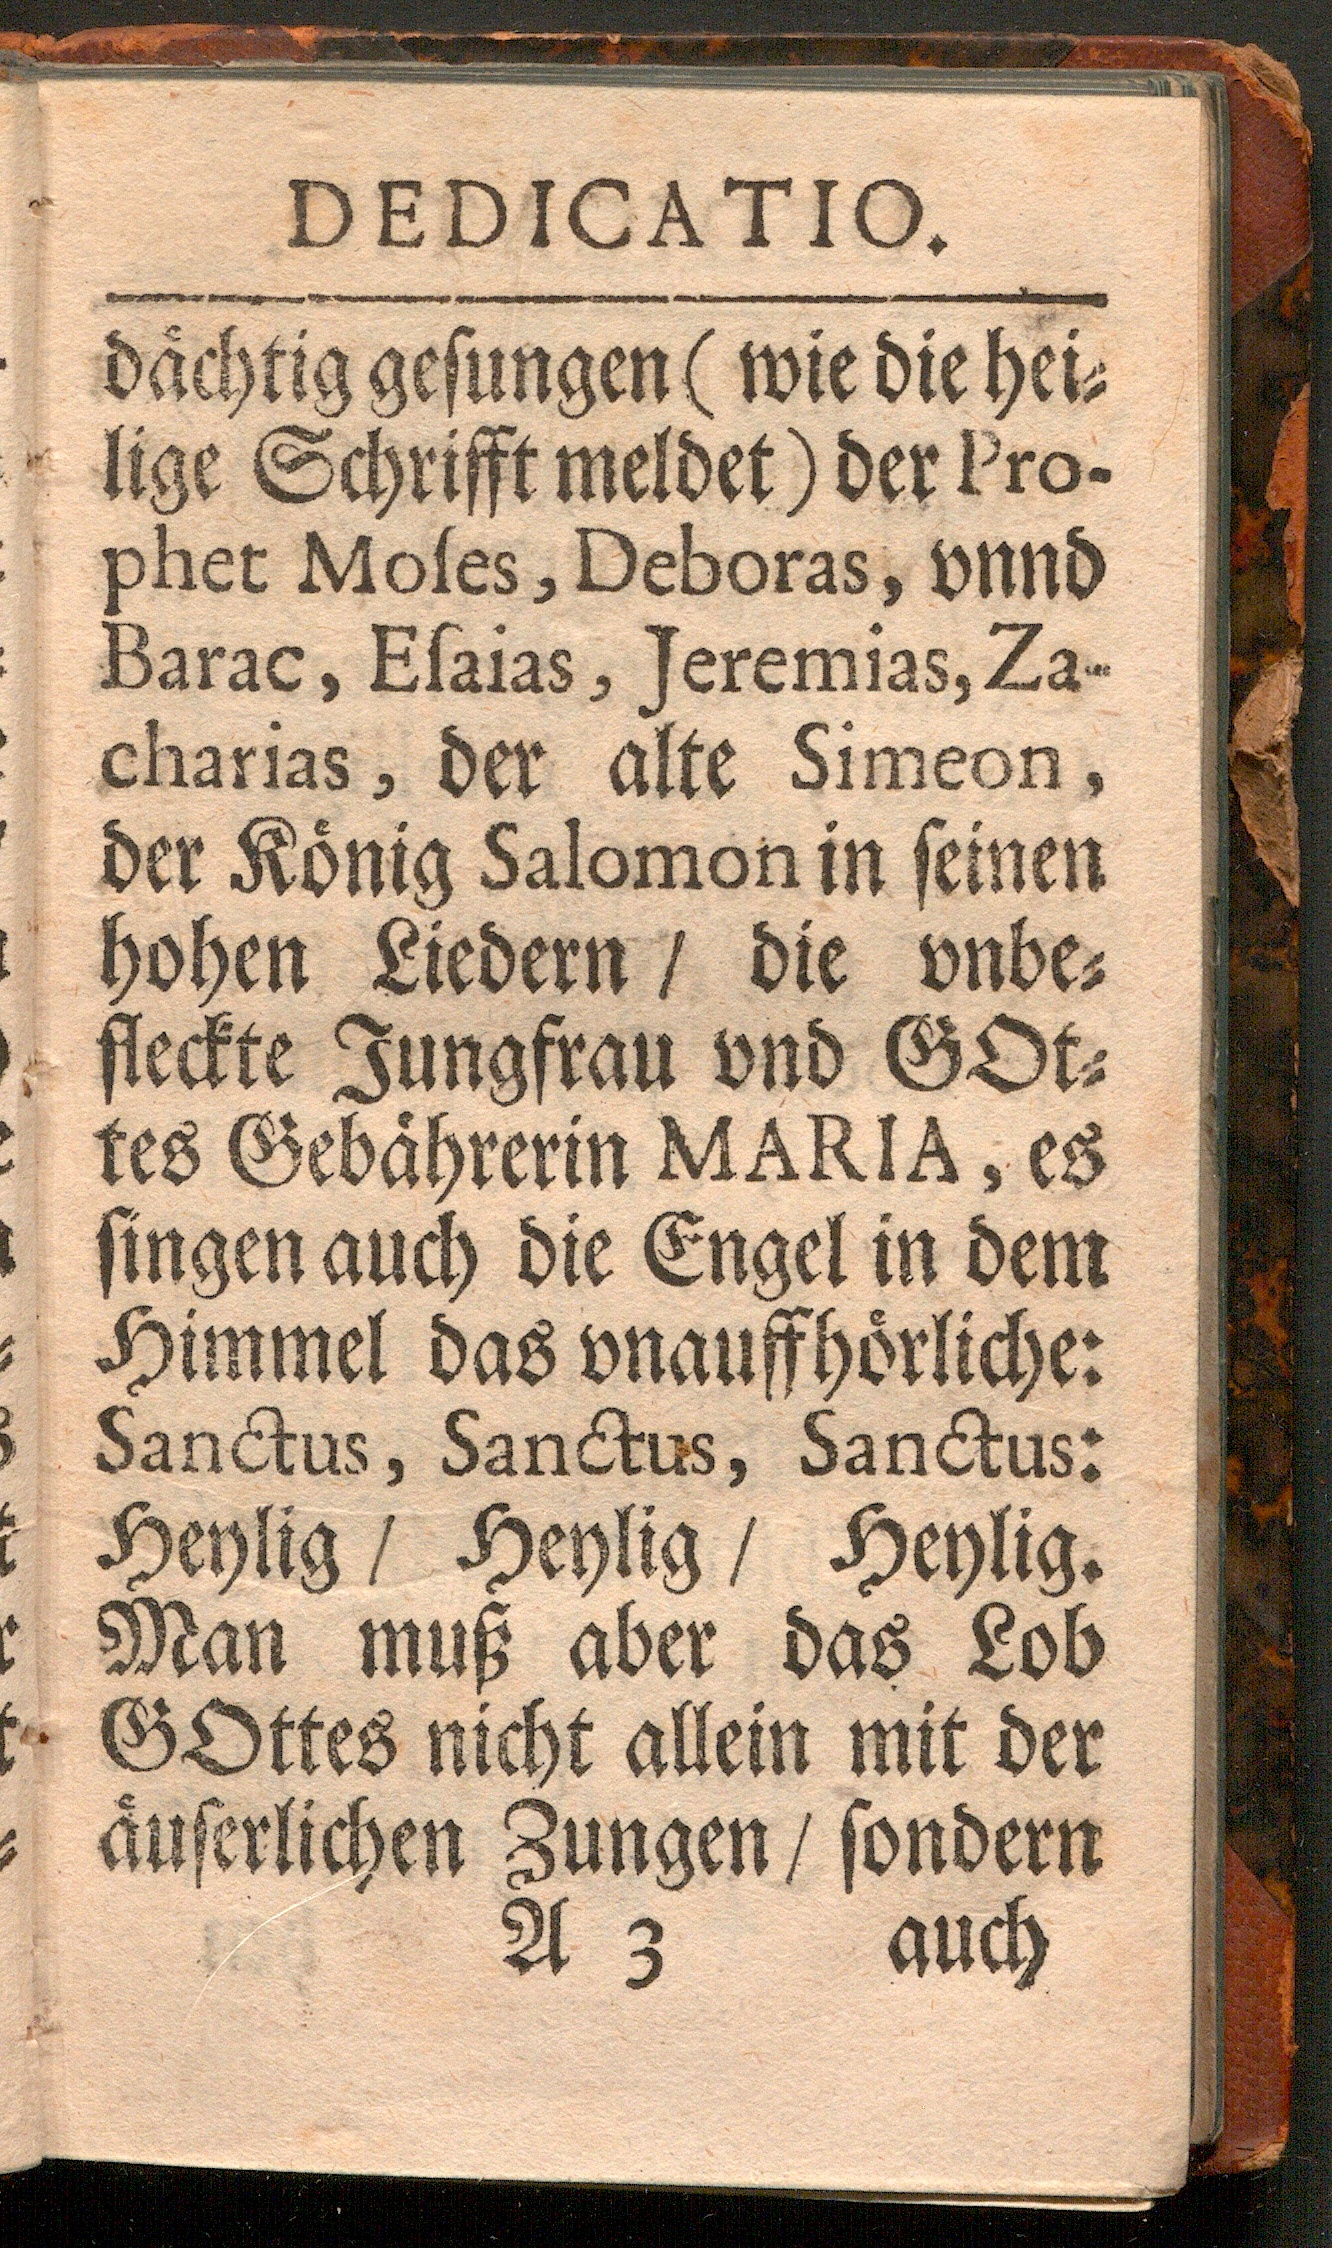 DEDICATIO.
dächtig geſungen ( wie die hei⸗
lige Schrifft meldet ) der Pro-
phet Moſes, Deboras, vnnd
Barac, Eſaias, Jeremias, Za-
charias, der alte Simeon,
der König Salomon in ſeinen
hohen Liedern / die vnbe⸗
fleckte Jungfrau vnd GOt⸗
tes Gebährerin MARIA, es
ſingen auch die Engel in dem
Himmel das vnauffhörliche:
Sanctus, Sanctus, Sanctus:
Heylig / Heylig / Heylig.
Man muß aber das Lob
GOttes nicht allein mit der
äuſerlichen Zungen / ſondern
A 3 auch